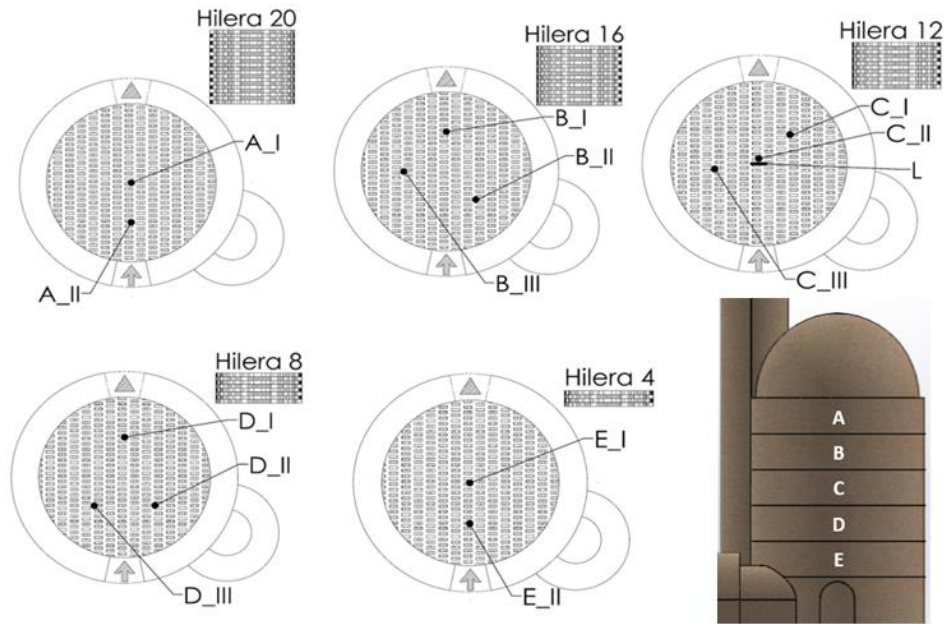 Hilera 20
A_I
A_II
Hilera 16
B_I
B_II
B_III
Hilera 12
C_I
C_II
L
C_III
Hilera 8
D_I
D_II
D_III
Hilera 4
E_I
E_II
A
B
C
D
E